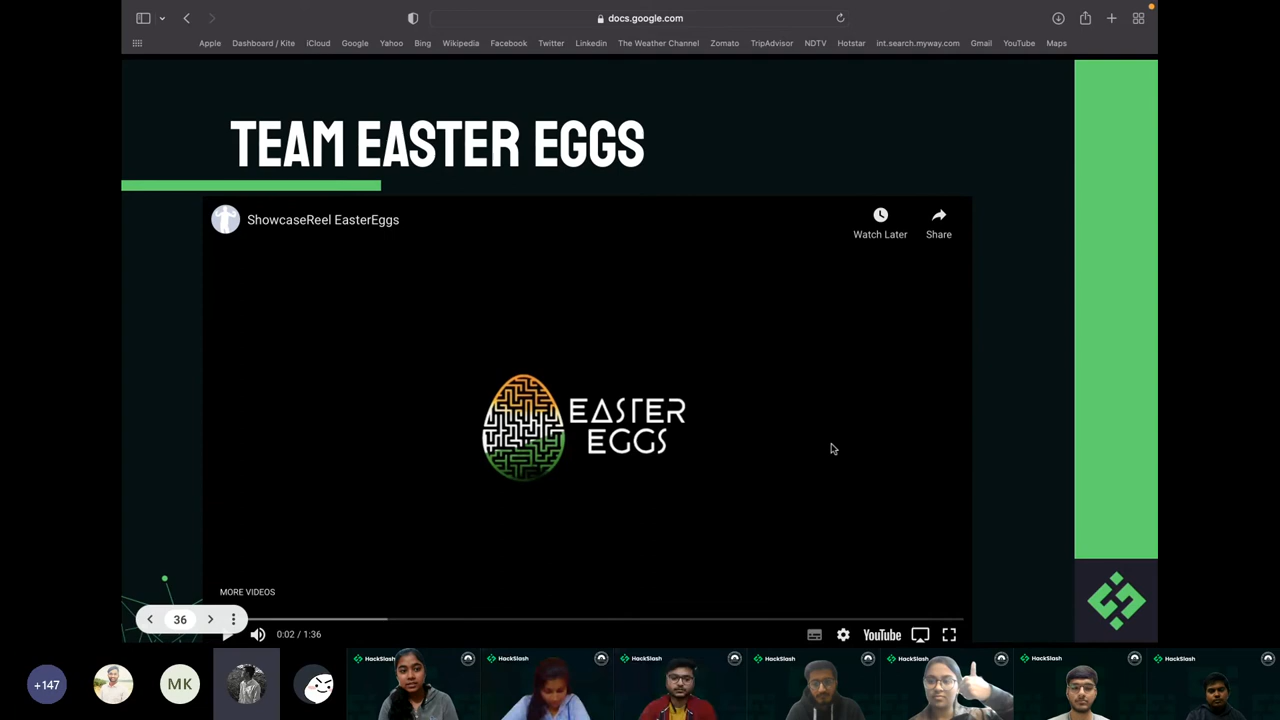 docs.google.com
Apple Dashboard / Kite iCloud Google Yahoo Bing Wikipedia Facebook Twitter Linkedin The Weather Channel Zomato TripAdvisor NDTV Hotstar int.search.myway.com Gmail YouTube Maps
TEAM EASTER EGGS
ShowcaseReel EasterEggs
Watch Later Share
EASTER
EGGS
MORE VIDEOS
36
0:02 / 1:36
YouTube
+147 MK
HackSlash HackSlash HackSlash HackSlash HackSlash HackSlash HackSlash